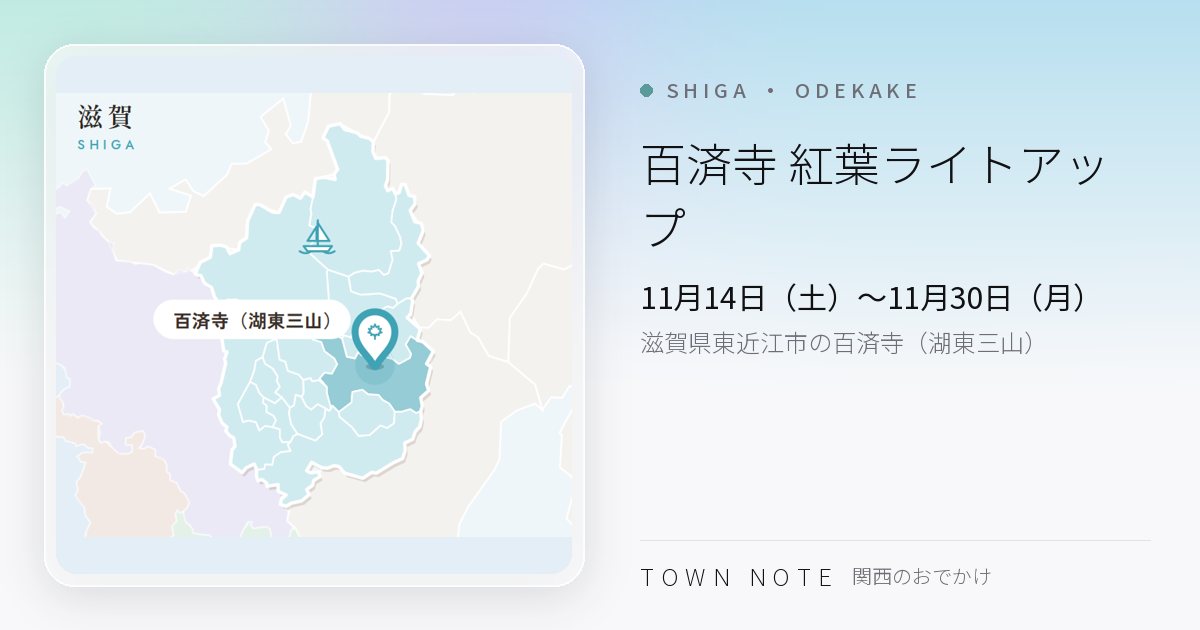 滋賀
SHIGA
百済寺（湖東三山）
SHIGA • ODEKAKE
百済寺 紅葉ライトアッ
プ
11月14日（土）〜11月30日（月）
滋賀県東近江市の百済寺（湖東三山）
TOWN NOTE 関西のおでかけ